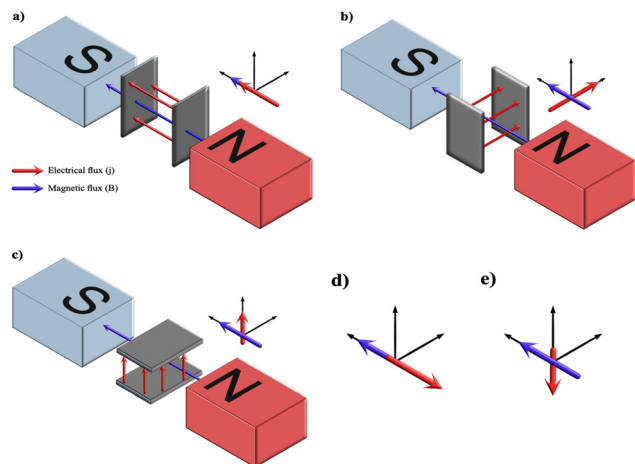 a)
S
N
Electrical flux (j)
Magnetic flux (B)
b)
S
N
c)
S
N
d)
e)